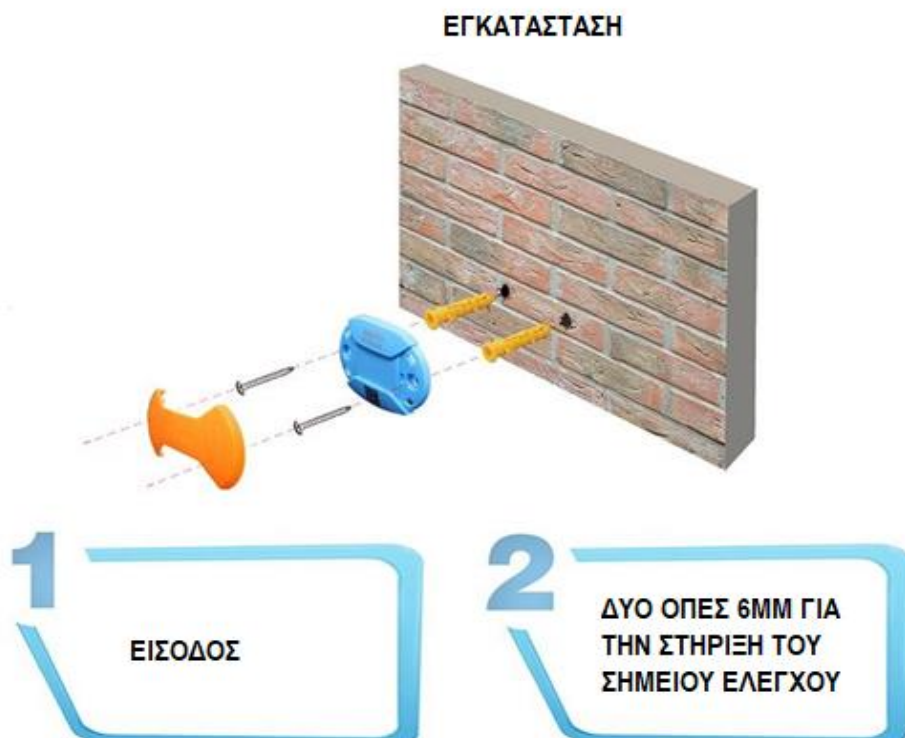 ΕΓΚΑΤΑΣΤΑΣΗ
1
ΕΙΣΟΔΟΣ
2
ΔΥΟ ΟΠΕΣ 6ΜΜ ΓΙΑ
ΤΗΝ ΣΤΗΡΙΞΗ ΤΟΥ
ΣΗΜΕΙΟΥ ΕΛΕΓΧΟΥ